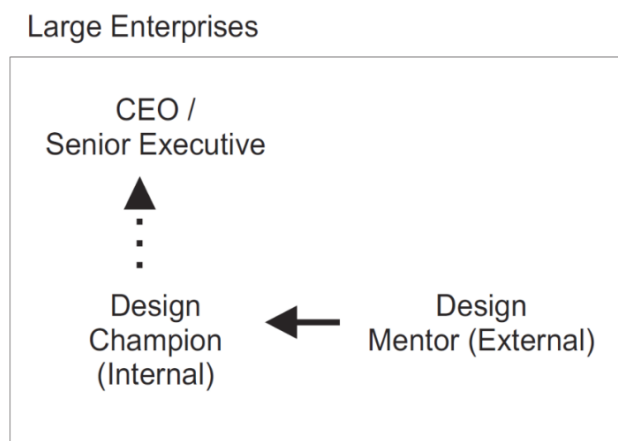 Large Enterprises
CEO /
Senior Executive
Design
Champion
(Internal)
Design
Mentor (External)